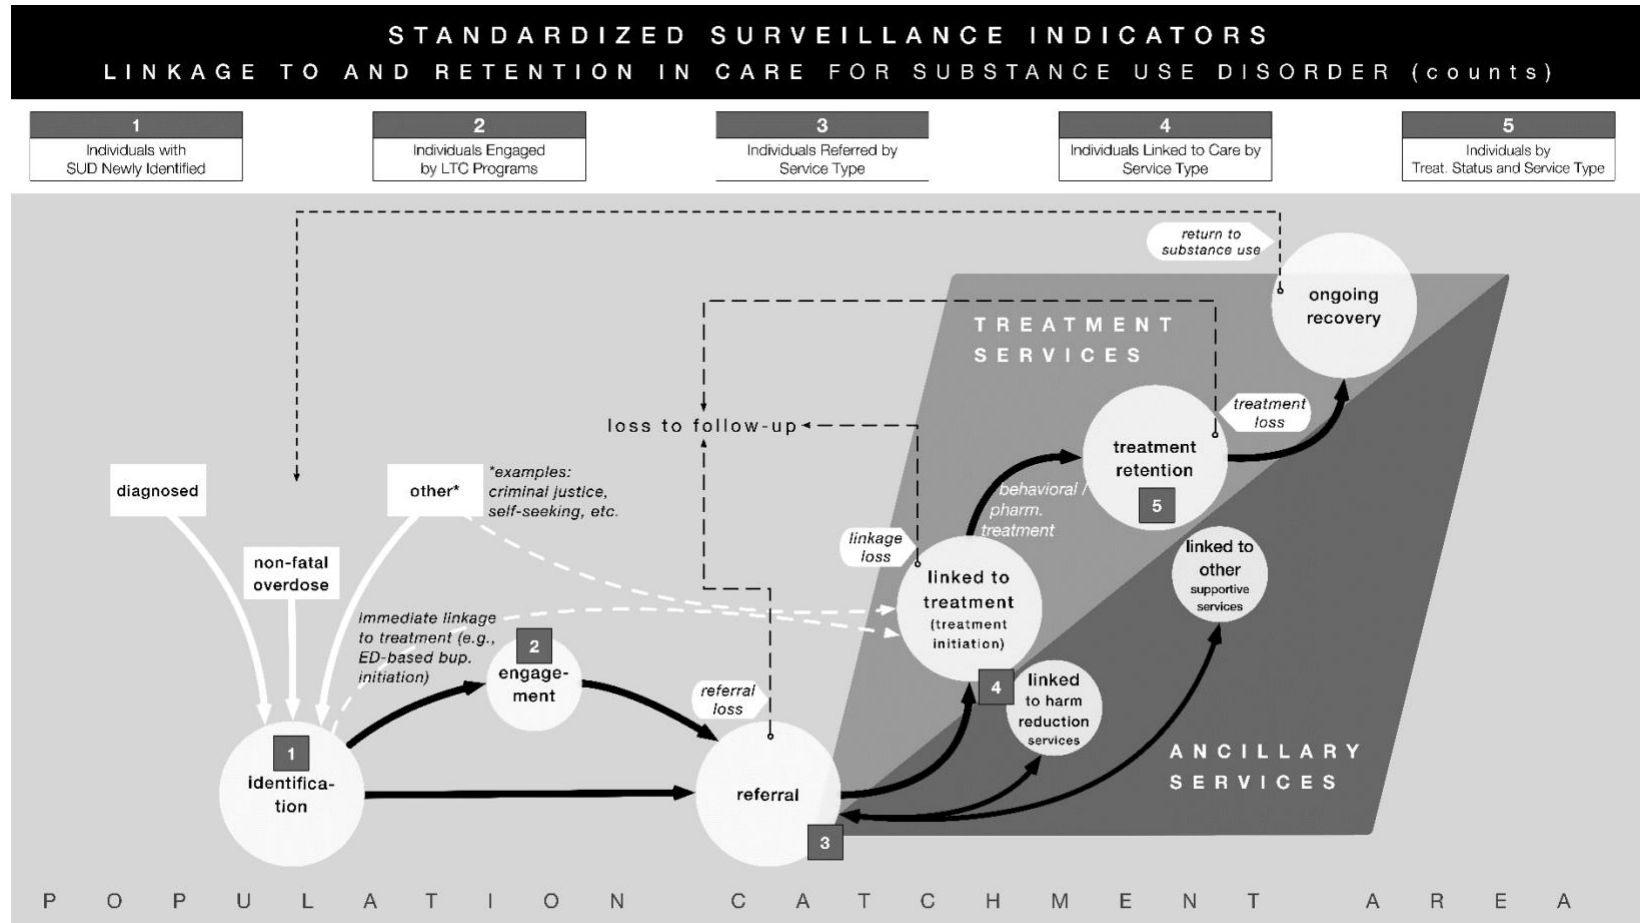 STANDARDIZED SURVEILLANCE INDICATORS
LINKAGE TO AND RETENTION IN CARE FOR SUBSTANCE USE DISORDER (counts)
1
Individuals with
SUD Newly Identified
2
Individuals Engaged
by LTC Programs
3
Individuals Referred by
Service Type
4
Individuals Linked to Care by
Service Type
5
Individuals by
Treat. Status and Service Type
return to
substance use
ongoing
recovery
TREATMENT
SERVICES
treatment
loss
loss to follow-up
treatment
retention
5
behavioral /
pharm.
treatment
diagnosed
other*
*examples:
criminal justice,
self-seeking, etc.
non-fatal
overdose
linkage
loss
linked to
treatment
(treatment
initiation)
4
linked to
other
supportive
services
immediate linkage
to treatment (e.g.,
ED-based bup.
initiation)
2
engage-
ment
referral
loss
linked
to harm
reduction
services
ANCILLARY
SERVICES
1
identifica-
tion
referral
3
POPULATION CATCHMENT AREA